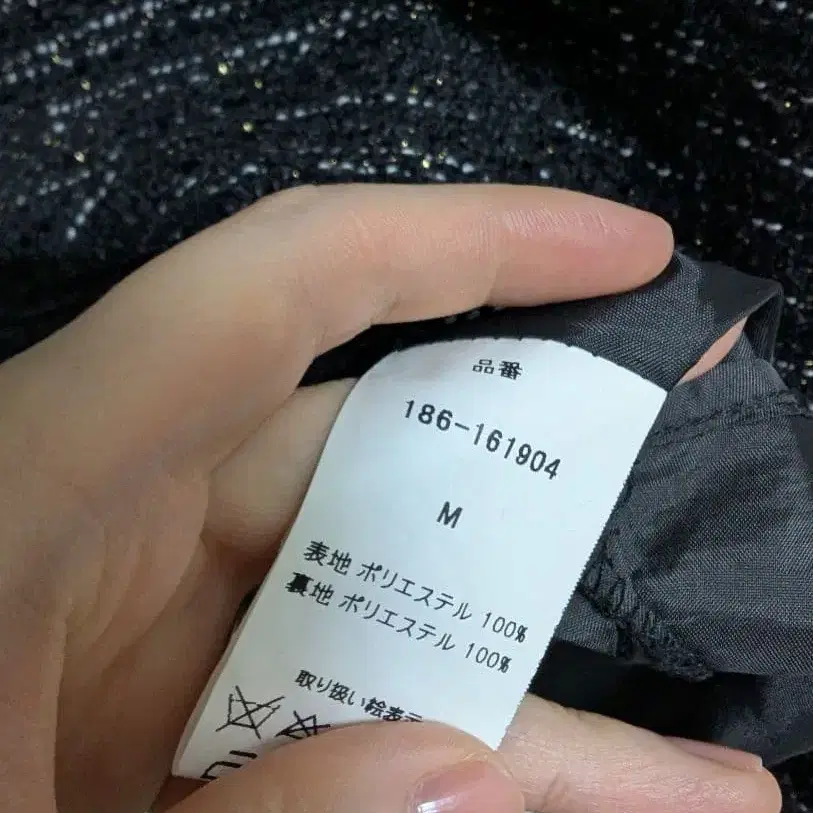 品番
186-161904
M
表地 ポリエステル 100%
裏地 ポリエステル 100%
取り扱い絵表示